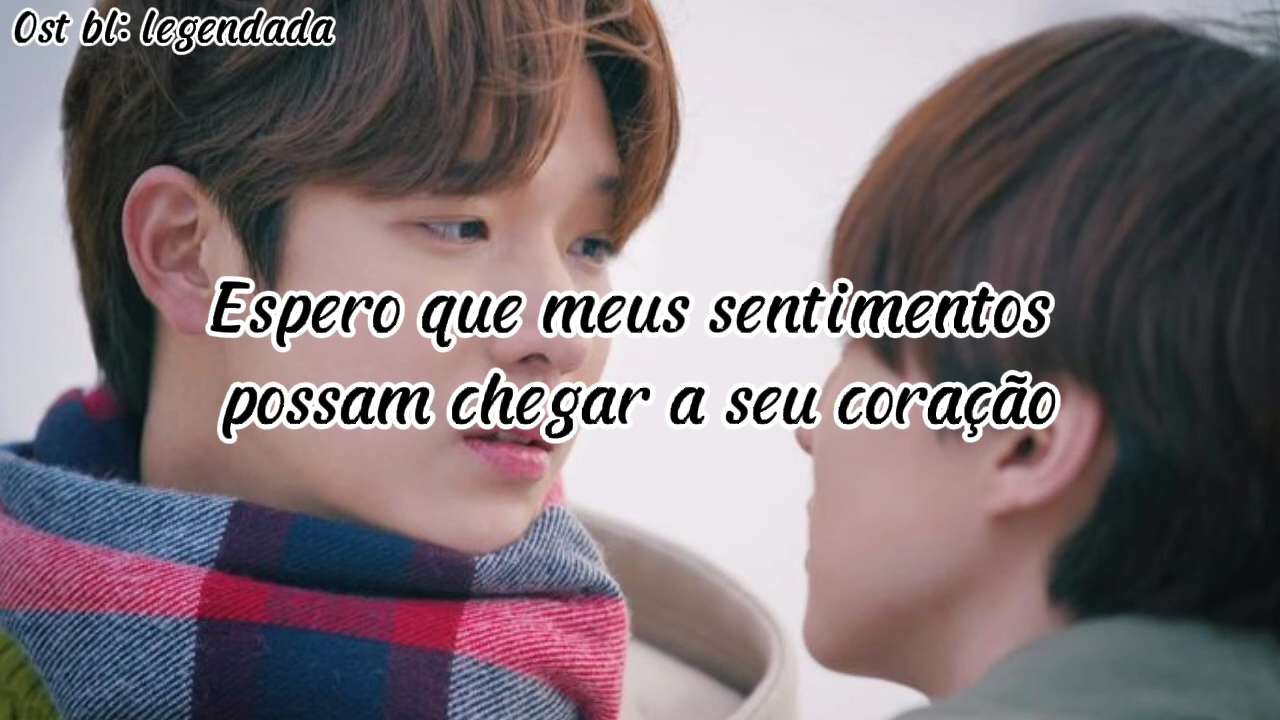 Ost bl: legendada
Espero que meus sentimentos
possam chegar a seu coração